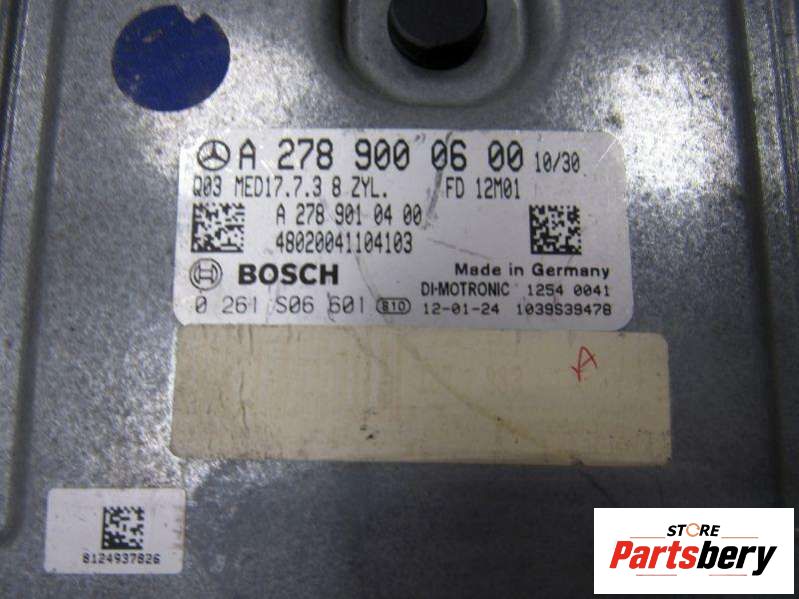 A 278 900 06 00 10/30
Q03 MED17.7.3 8 ZYL. FD 12M01
A 278 901 04 00
48020041104103
BOSCH Made in Germany
DI-MOTRONIC 1254 0041
0 261 S06 601 B10 12-01-24 1039S39478
A
8124937826
STORE
Partsbery